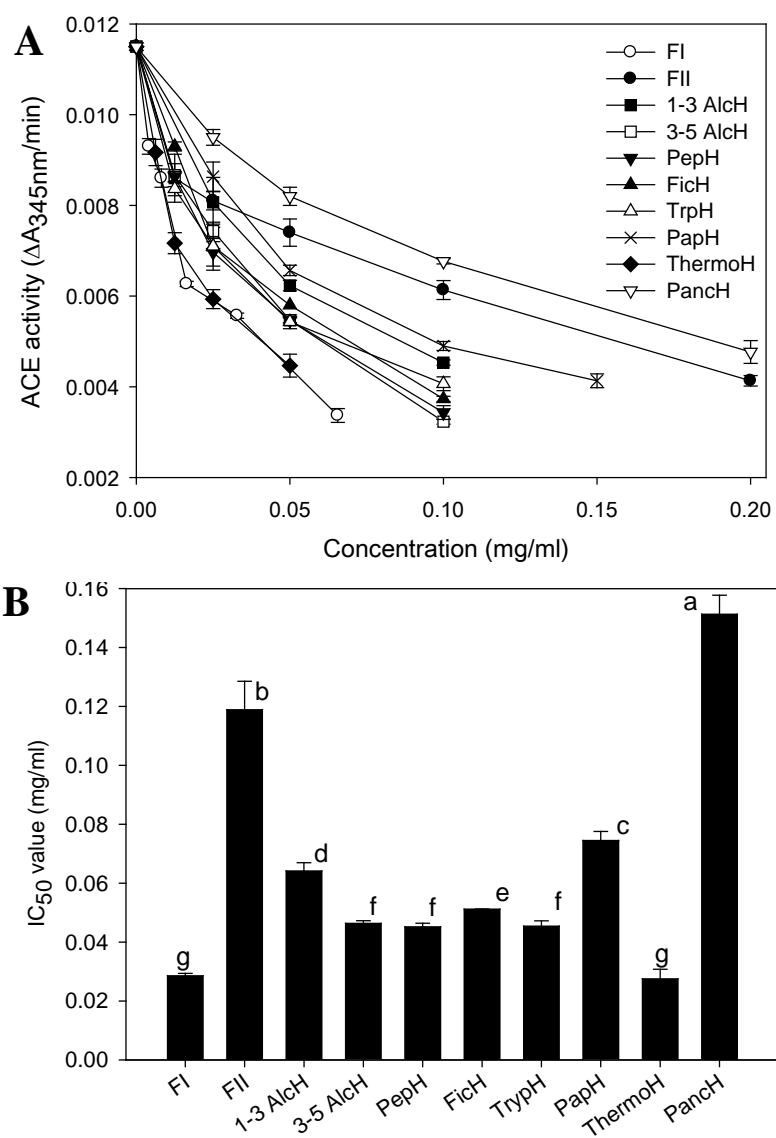 A
0.012
0.010
0.008
0.006
0.004
0.002
ACE activity (ΔA345nm/min)
FI
FII
1-3 AlcH
3-5 AlcH
PepH
FicH
TrpH
PapH
ThermoH
PancH
0.00 0.05 0.10 0.15 0.20
Concentration (mg/ml)
B
0.16
0.14
0.12
0.10
0.08
0.06
0.04
0.02
0.00
IC50 value (mg/ml)
g b d f f e f c g a
FI FII 1-3 AlcH 3-5 AlcH PepH FicH TrypH PapH ThermoH PancH